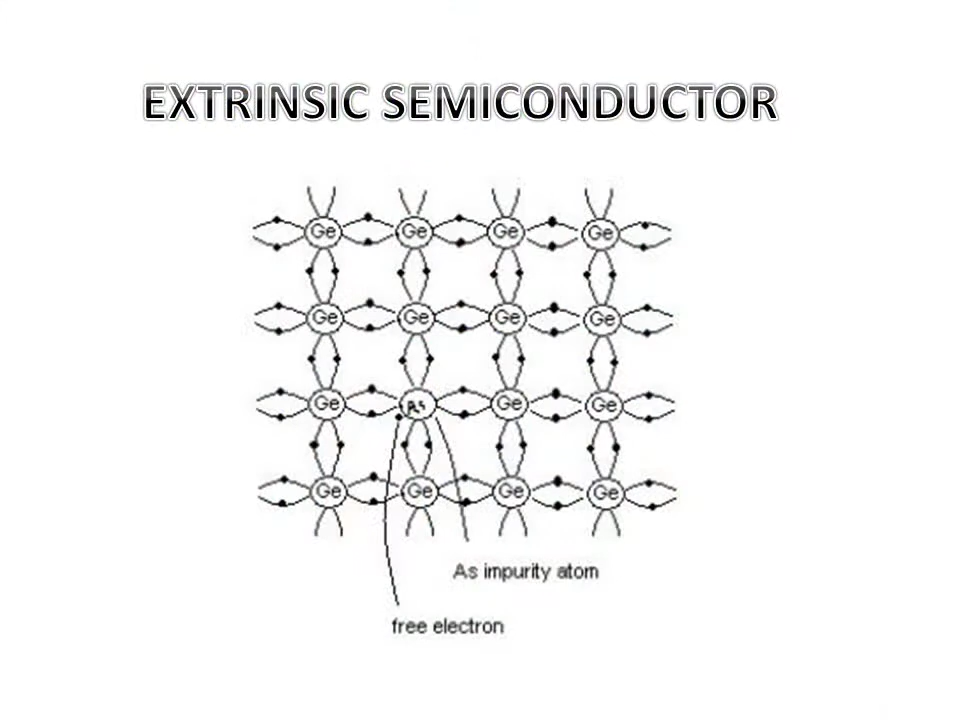 EXTRINSIC SEMICONDUCTOR
Ge Ge Ge Ge
Ge Ge Ge Ge
Ge As Ge Ge
Ge Ge Ge Ge
As impurity atom
free electron